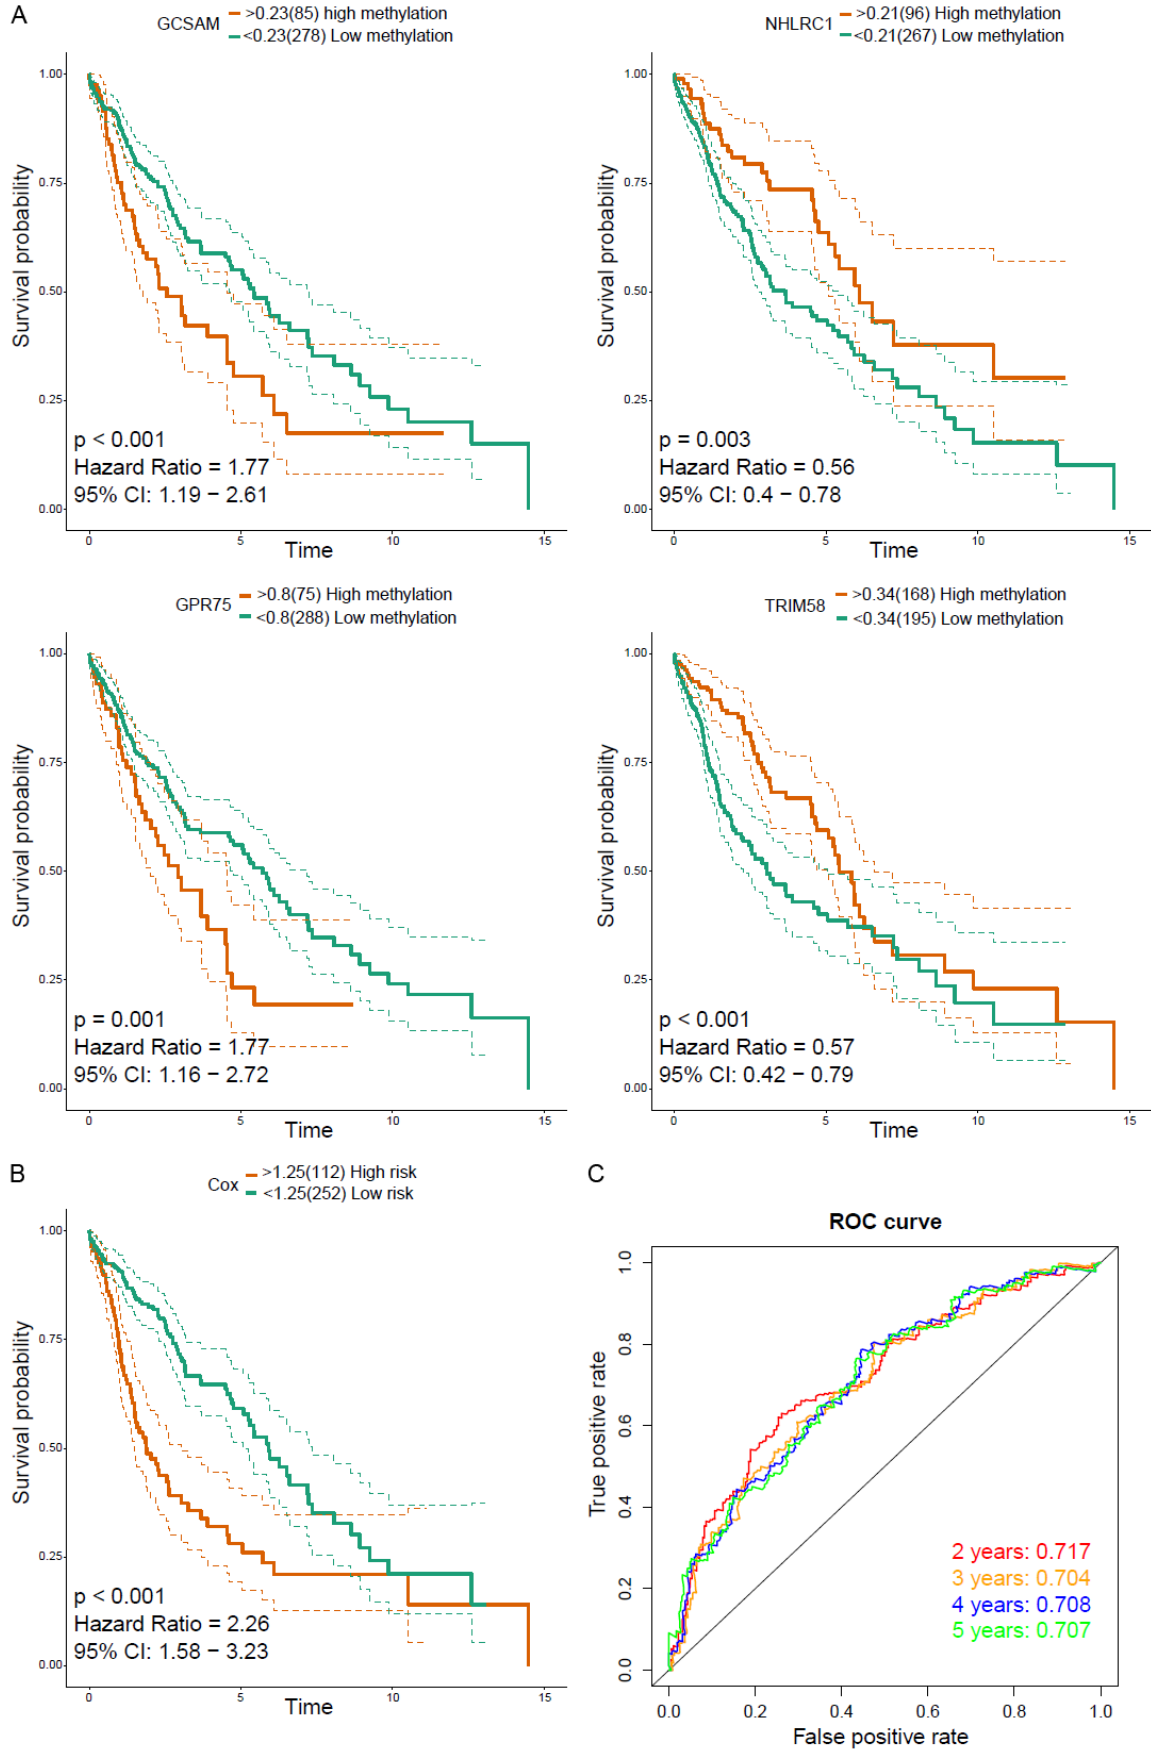 A
GCSAM
>0.23(85) high methylation
<0.23(278) Low methylation
Survival probability
1.00
0.75
0.50
0.25
0.00
p < 0.001
Hazard Ratio = 1.77
95% CI: 1.19 − 2.61
0 5 10 15
Time
NHLRC1
>0.21(96) High methylation
<0.21(267) Low methylation
Survival probability
1.00
0.75
0.50
0.25
0.00
p = 0.003
Hazard Ratio = 0.56
95% CI: 0.4 − 0.78
0 5 10 15
Time
GPR75
>0.8(75) High methylation
<0.8(288) Low methylation
Survival probability
1.00
0.75
0.50
0.25
0.00
p = 0.001
Hazard Ratio = 1.77
95% CI: 1.16 − 2.72
0 5 10 15
Time
TRIM58
>0.34(168) High methylation
<0.34(195) Low methylation
Survival probability
1.00
0.75
0.50
0.25
0.00
p < 0.001
Hazard Ratio = 0.57
95% CI: 0.42 − 0.79
0 5 10 15
Time
B
Cox
>1.25(112) High risk
<1.25(252) Low risk
Survival probability
1.00
0.75
0.50
0.25
0.00
p < 0.001
Hazard Ratio = 2.26
95% CI: 1.58 − 3.23
0 5 10 15
Time
C
ROC curve
True positive rate
1.0
0.8
0.6
0.4
0.2
0.0
2 years: 0.717
3 years: 0.704
4 years: 0.708
5 years: 0.707
0.0 0.2 0.4 0.6 0.8 1.0
False positive rate